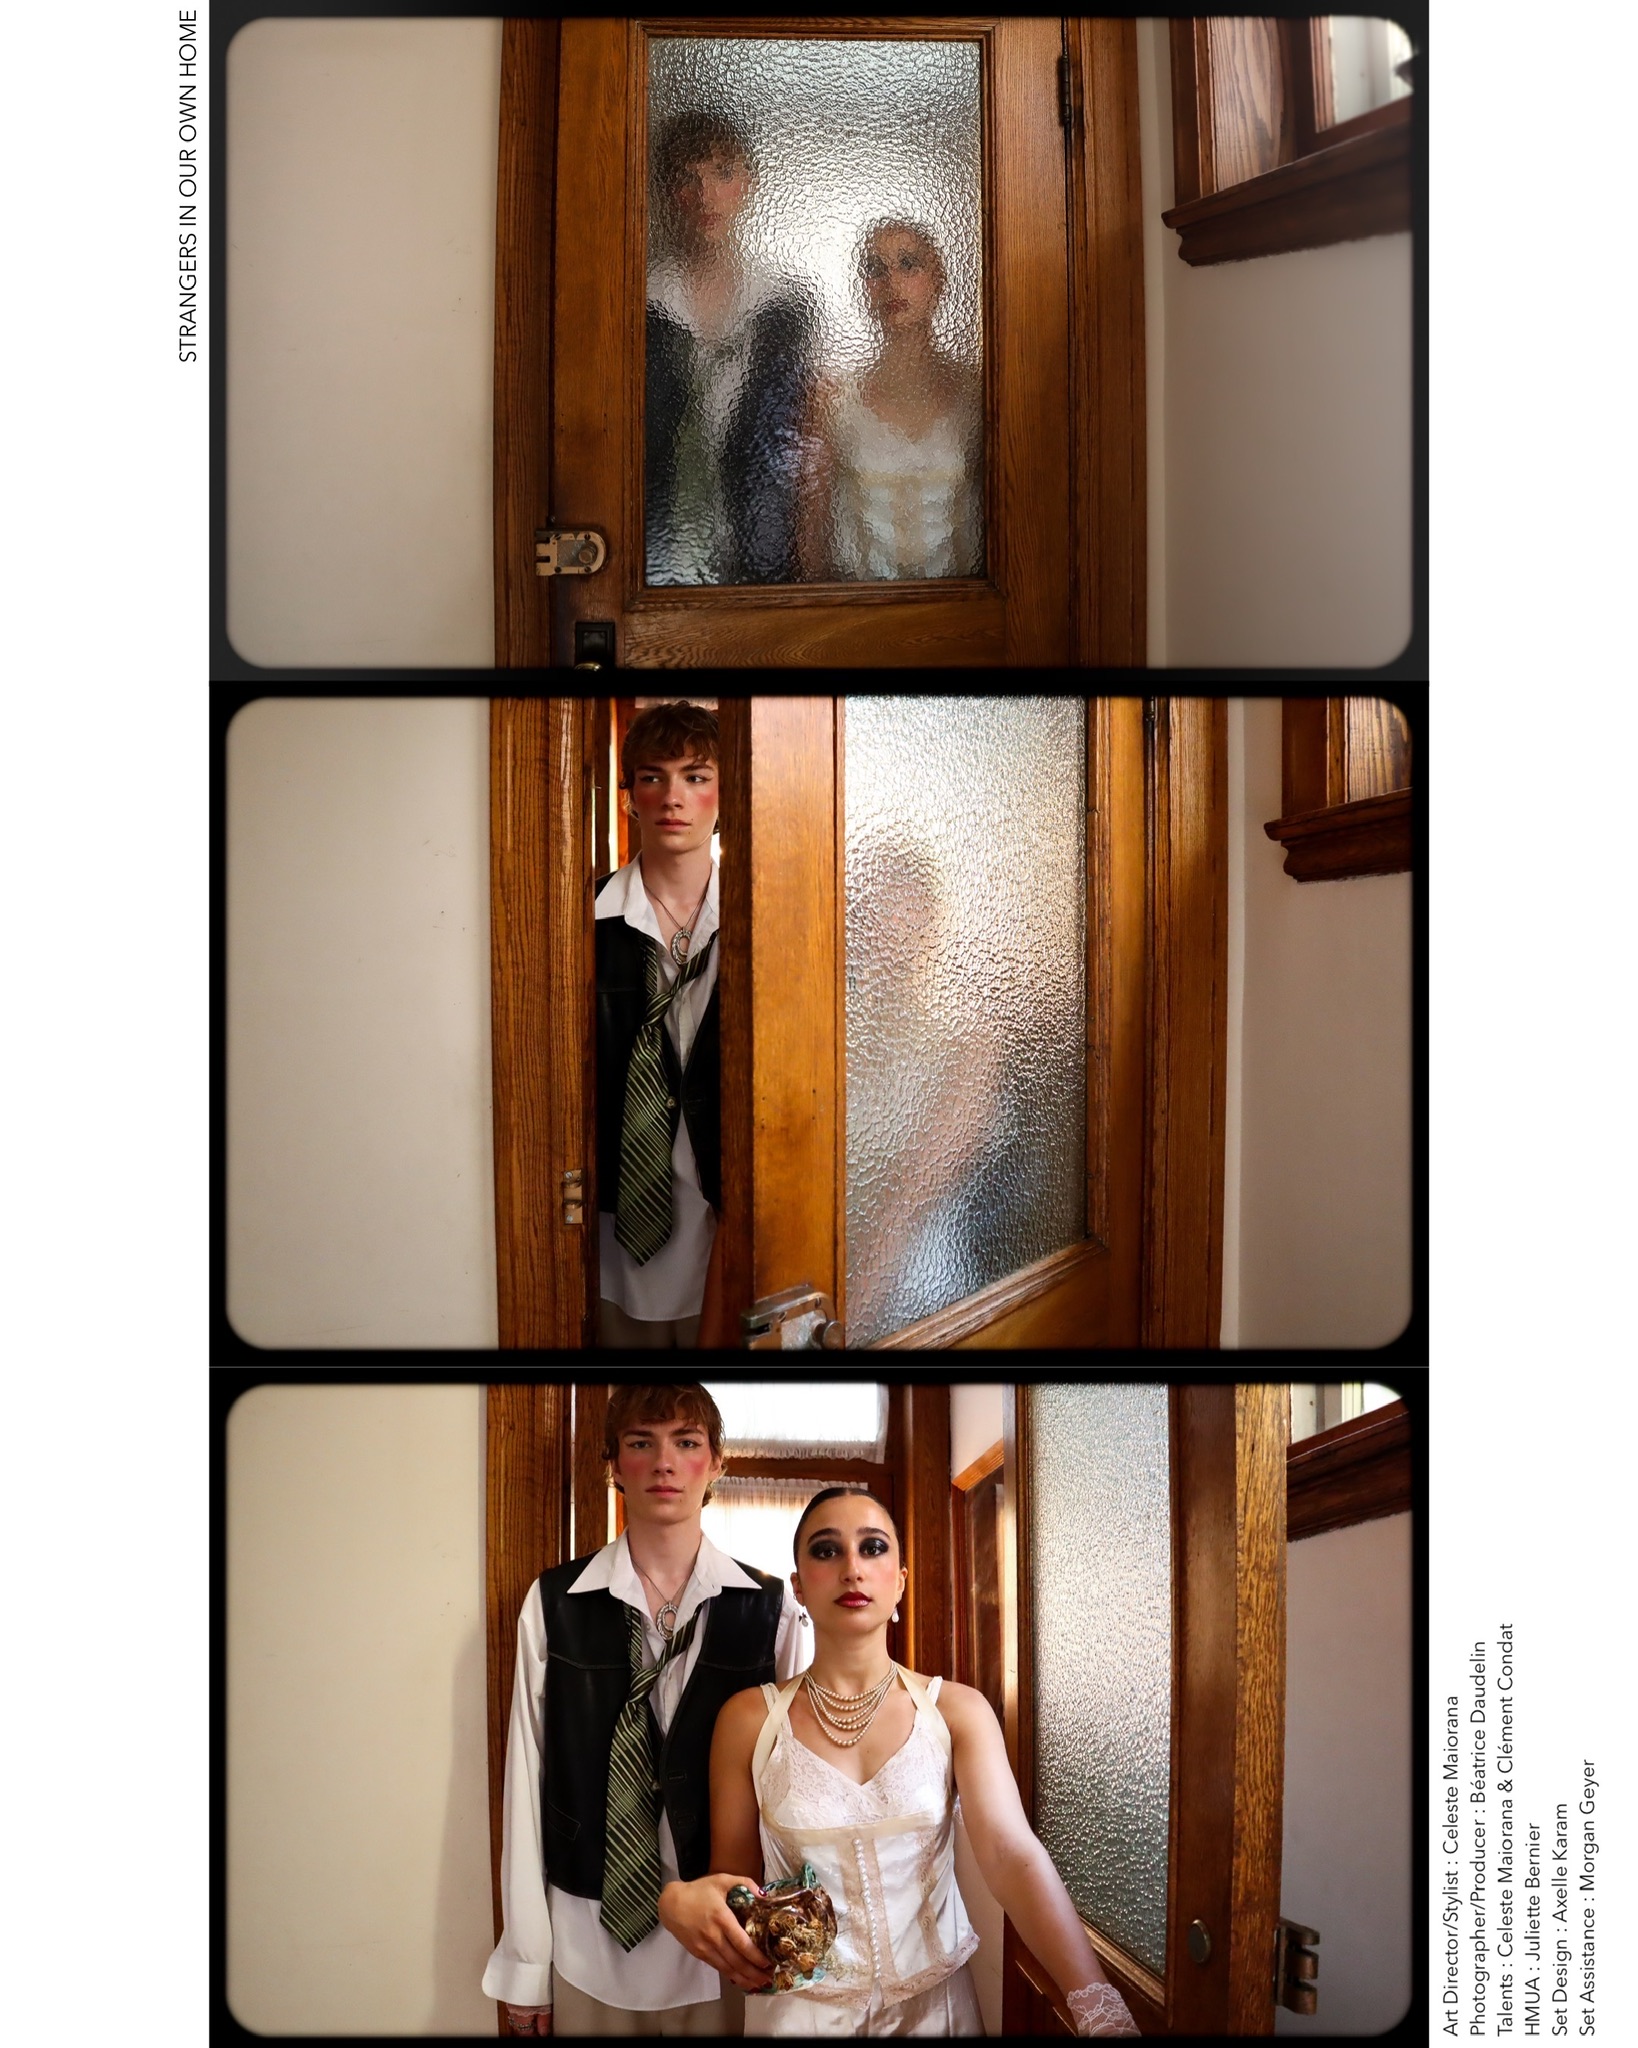 STRANGERS IN OUR OWN HOME
Art Director/Stylist : Celeste Maiorana
Photographer/Producer : Béatrice Daudelin
Talents : Celeste Maiorana & Clément Condat
HMUA : Juliette Bernier
Set Design : Axelle Karam
Set Assistance : Morgan Geyer